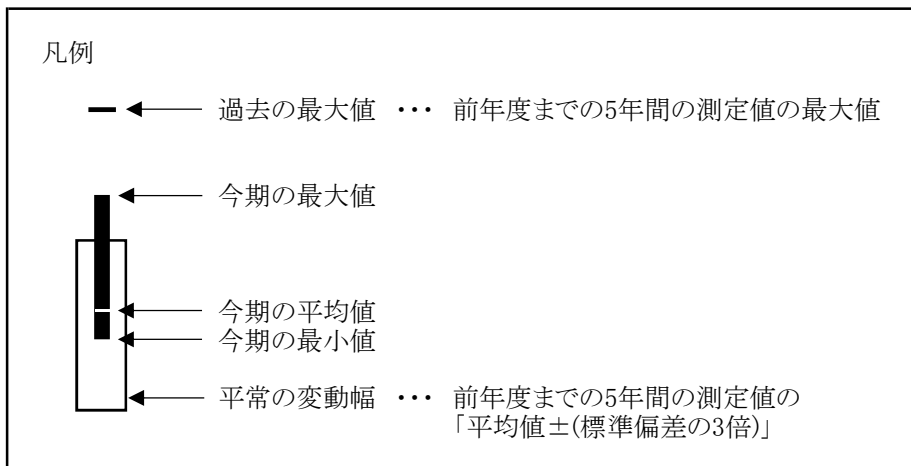 凡例
過去の最大値 ・・・ 前年度までの5年間の測定値の最大値
今期の最大値
今期の平均値
今期の最小値
平常の変動幅 ・・・ 前年度までの5年間の測定値の
「平均値±(標準偏差の3倍)」